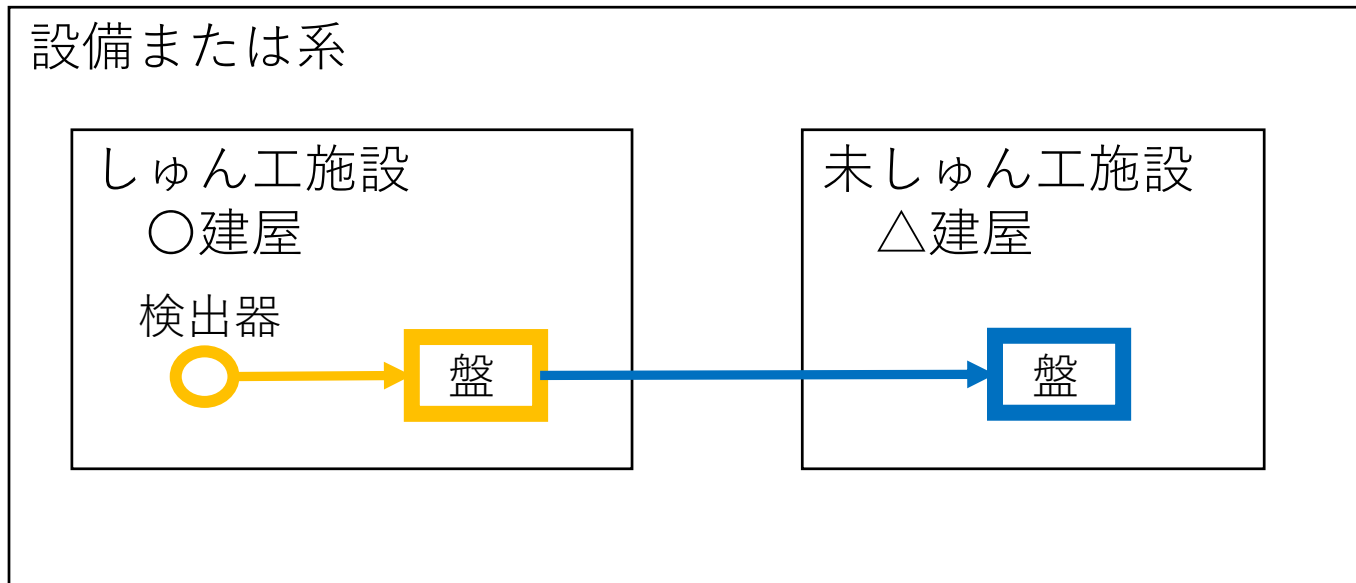 設備または系
しゅん工施設
〇建屋
検出器
盤
未しゅん工施設
△建屋
盤